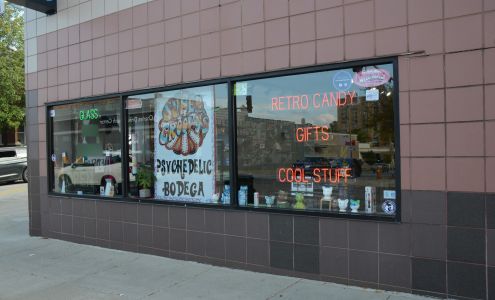 GLASS
PSYCHEDELIC
BODEGA
RETRO CANDY
GIFTS
COOL STUFF